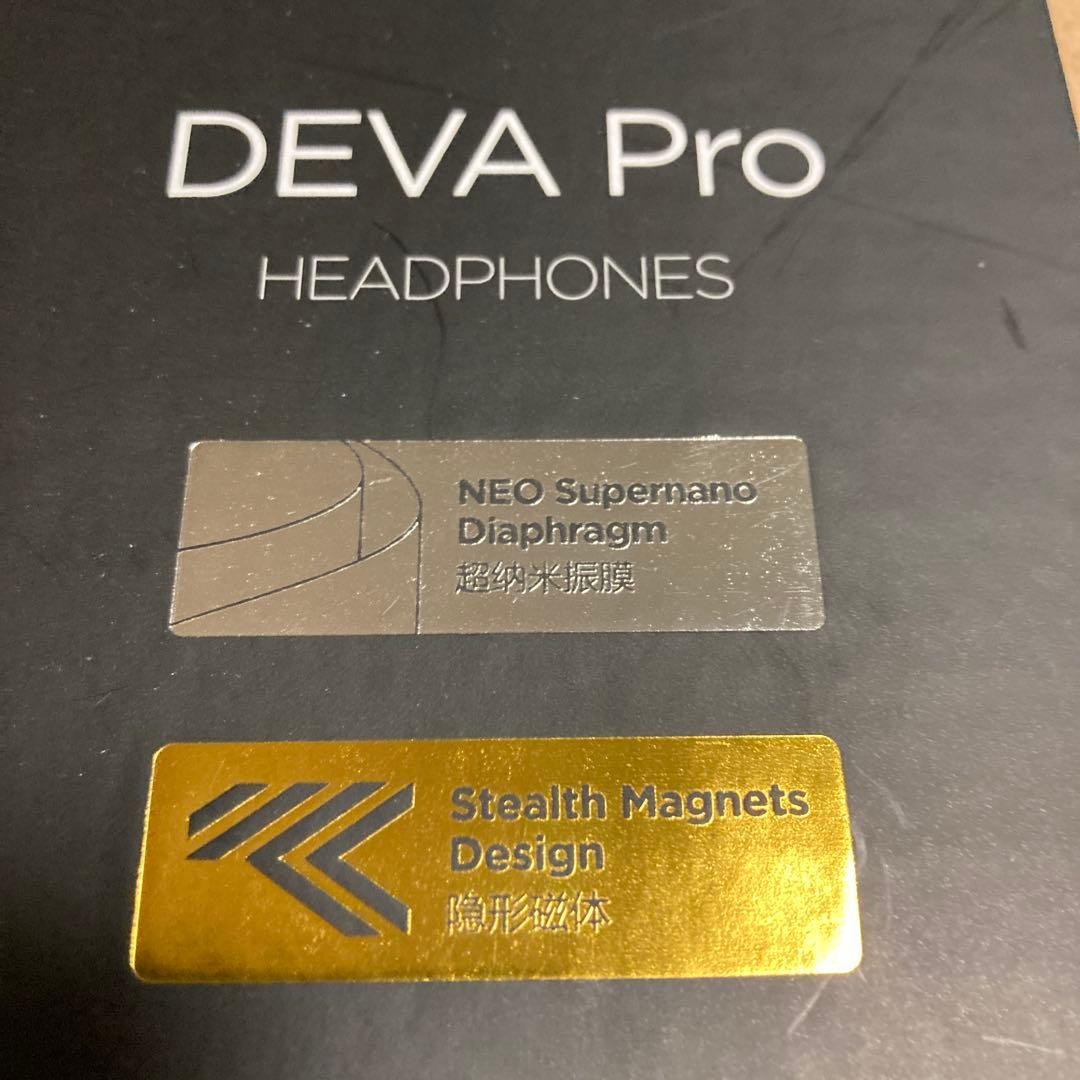 DEVA Pro
HEADPHONES
NEO Supernano
Diaphragm
超纳米振膜
Stealth Magnets
Design
隐形磁体